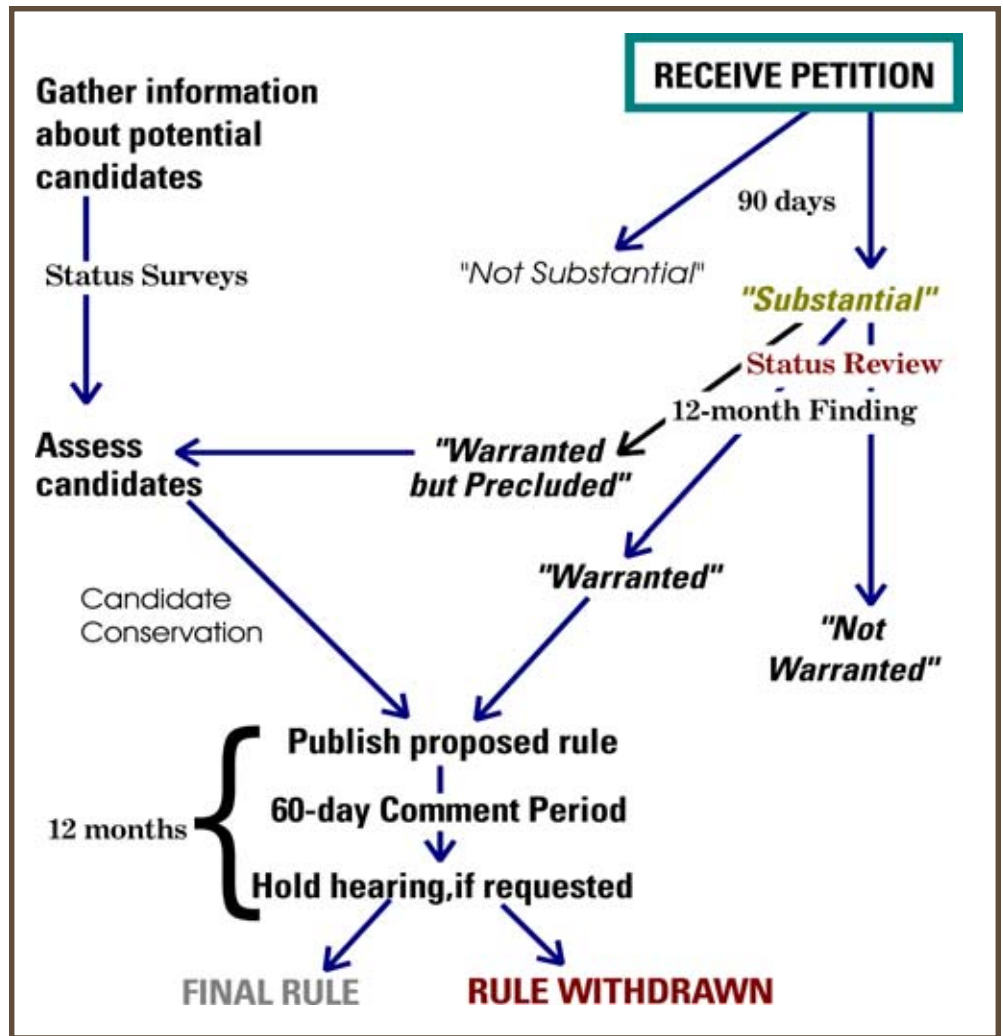 RECEIVE PETITION
Gather information
about potential
candidates
90 days
Status Surveys
"Not Substantial"
"Substantial"
Status Review
12-month Finding
Assess
candidates
"Warranted
but Precluded"
"Warranted"
Candidate
Conservation
"Not
Warranted"
Publish proposed rule
60-day Comment Period
12 months
Hold hearing,if requested
FINAL RULE
RULE WITHDRAWN